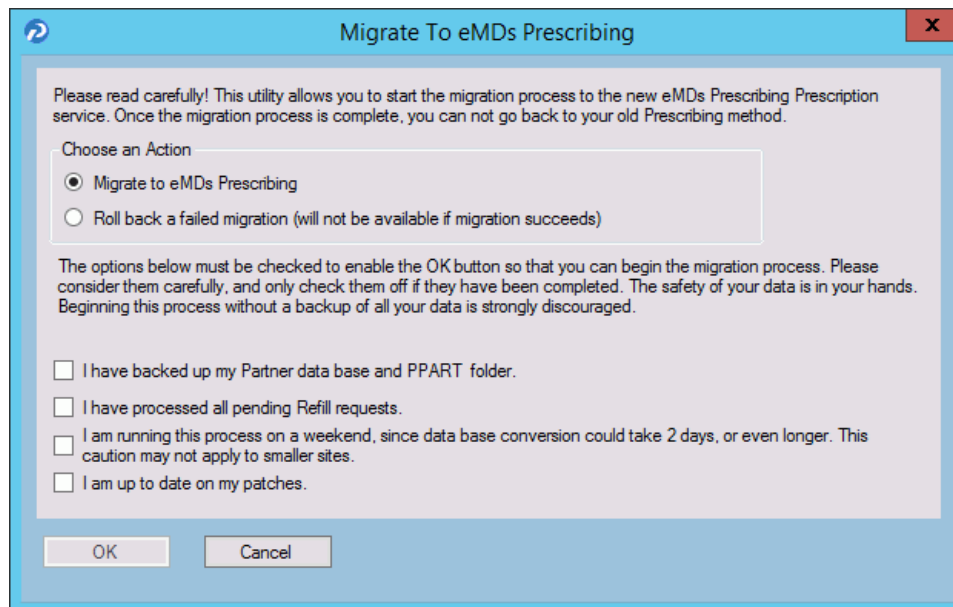 Migrate To eMDs Prescribing
x
Please read carefully! This utility allows you to start the migration process to the new eMDs Prescribing Prescription
service. Once the migration process is complete, you can not go back to your old Prescribing method.
Choose an Action
Migrate to eMDs Prescribing
Roll back a failed migration (will not be available if migration succeeds)
The options below must be checked to enable the OK button so that you can begin the migration process. Please
consider them carefully, and only check them off if they have been completed. The safety of your data is in your hands.
Beginning this process without a backup of all your data is strongly discouraged.
I have backed up my Partner data base and PPART folder.
I have processed all pending Refill requests.
I am running this process on a weekend, since data base conversion could take 2 days, or even longer. This
caution may not apply to smaller sites.
I am up to date on my patches.
OK
Cancel